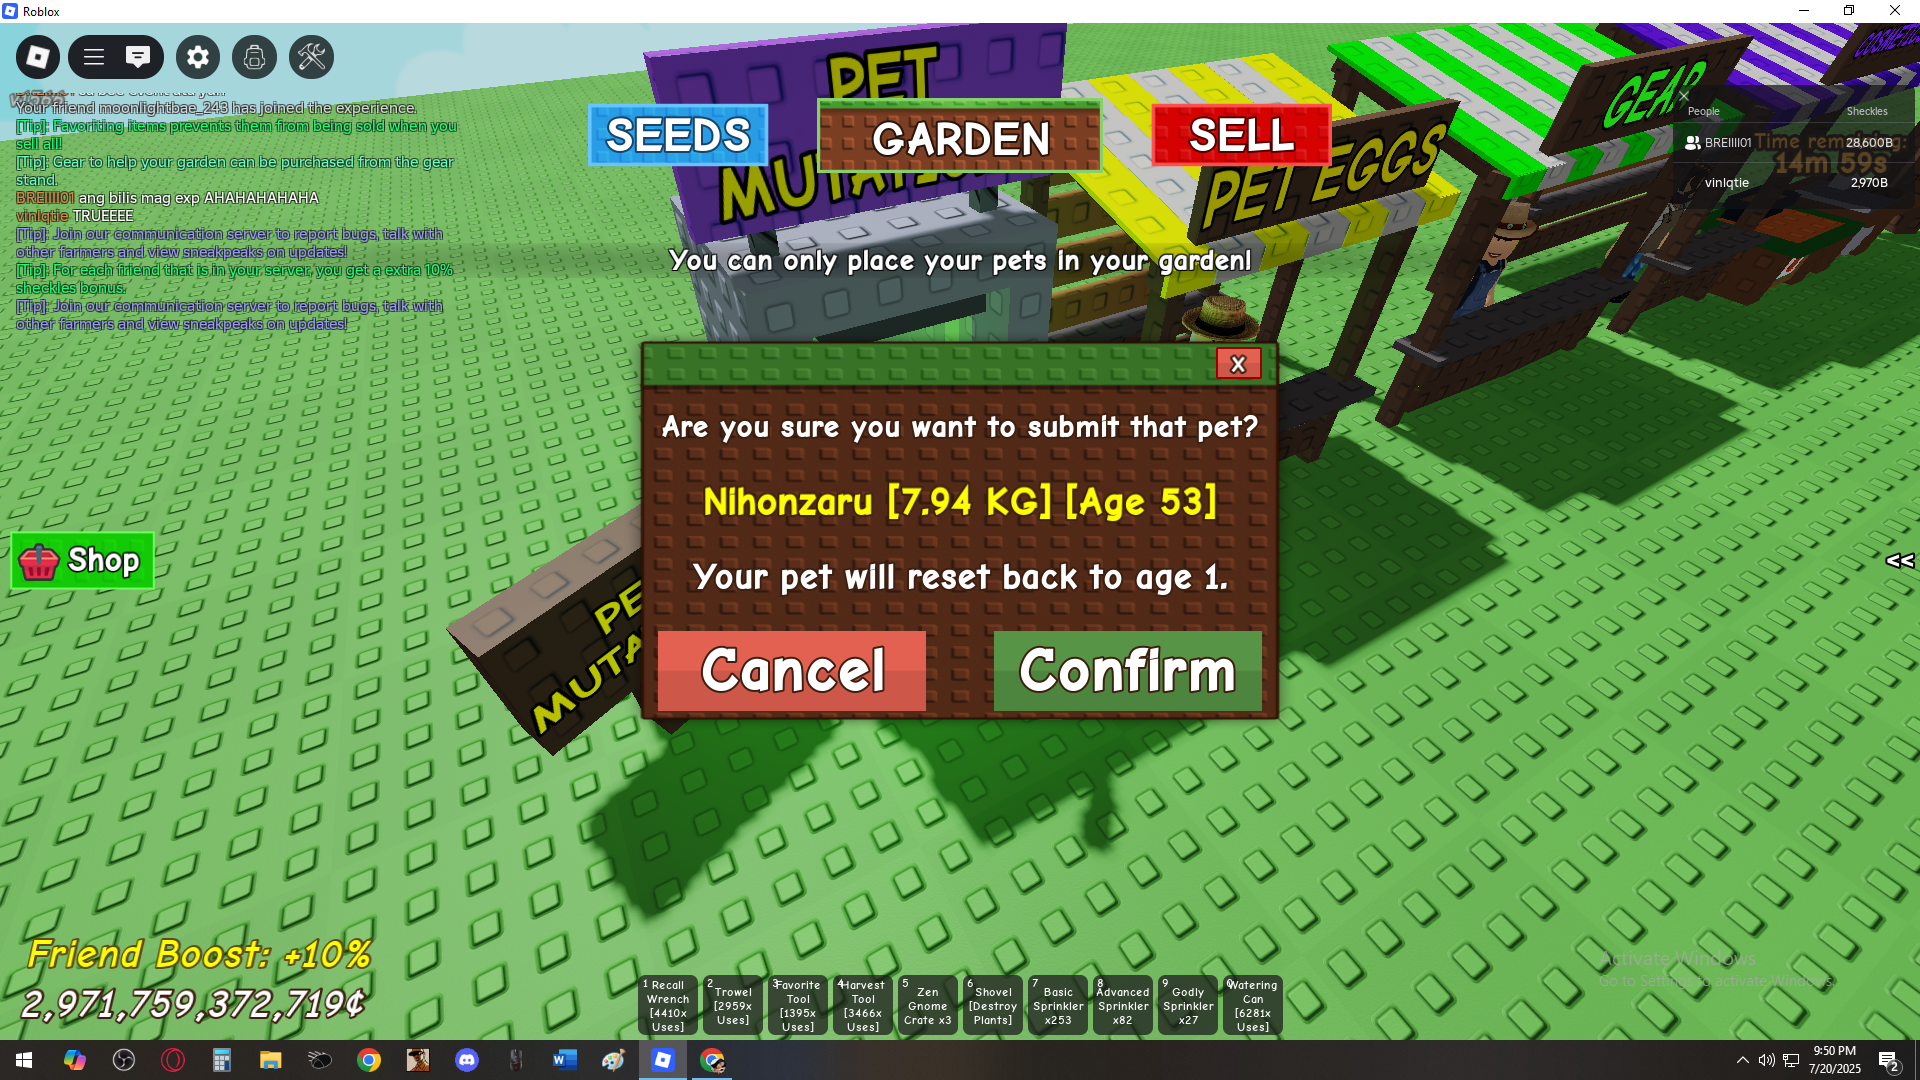 Roblox
Your friend moonlightbae_243 has joined the experience.
[Tip]: Favoriting items prevents them from being sold when you
sell all!
[Tip]: Gear to help your garden can be purchased from the gear
stand.
BREIIII01 ang bilis mag exp AHAHAHAHAHA
vinlqtie TRUEEEE
[Tip]: Join our communication server to report bugs, talk with
other farmers and view sneakpeaks on updates!
[Tip]: For each friend that is in your server, you get a extra 10%
sheckles bonus.
[Tip]: Join our communication server to report bugs, talk with
other farmers and view sneakpeaks on updates!
PET
SEEDS
GARDEN
SELL
PET EGGS
GEAR
COSMETICS
People Sheckles
BREIIII01 28,600B
Time remaining:
14m 59s
vinlqtie 2,970B
You can only place your pets in your garden!
X
Are you sure you want to submit that pet?
Nihonzaru [7.94 KG] [Age 53]
Your pet will reset back to age 1.
Cancel
Confirm
Shop
<<
Friend Boost: +10%
2,971,759,372,719¢
1 Recall
Wrench
[4410x
Uses]
2 Trowel
[2959x
Uses]
3 Favorite
Tool
[1395x
Uses]
4 Harvest
Tool
[3466x
Uses]
5 Zen
Gnome
Crate x3
6 Shovel
[Destroy
Plants]
7 Basic
Sprinkler
x253
8 Advanced
Sprinkler
x82
9 Godly
Sprinkler
x27
0 Watering
Can
[6281x
Uses]
Activate Windows
Go to Settings to activate Windows.
9:50 PM
7/20/2025
2